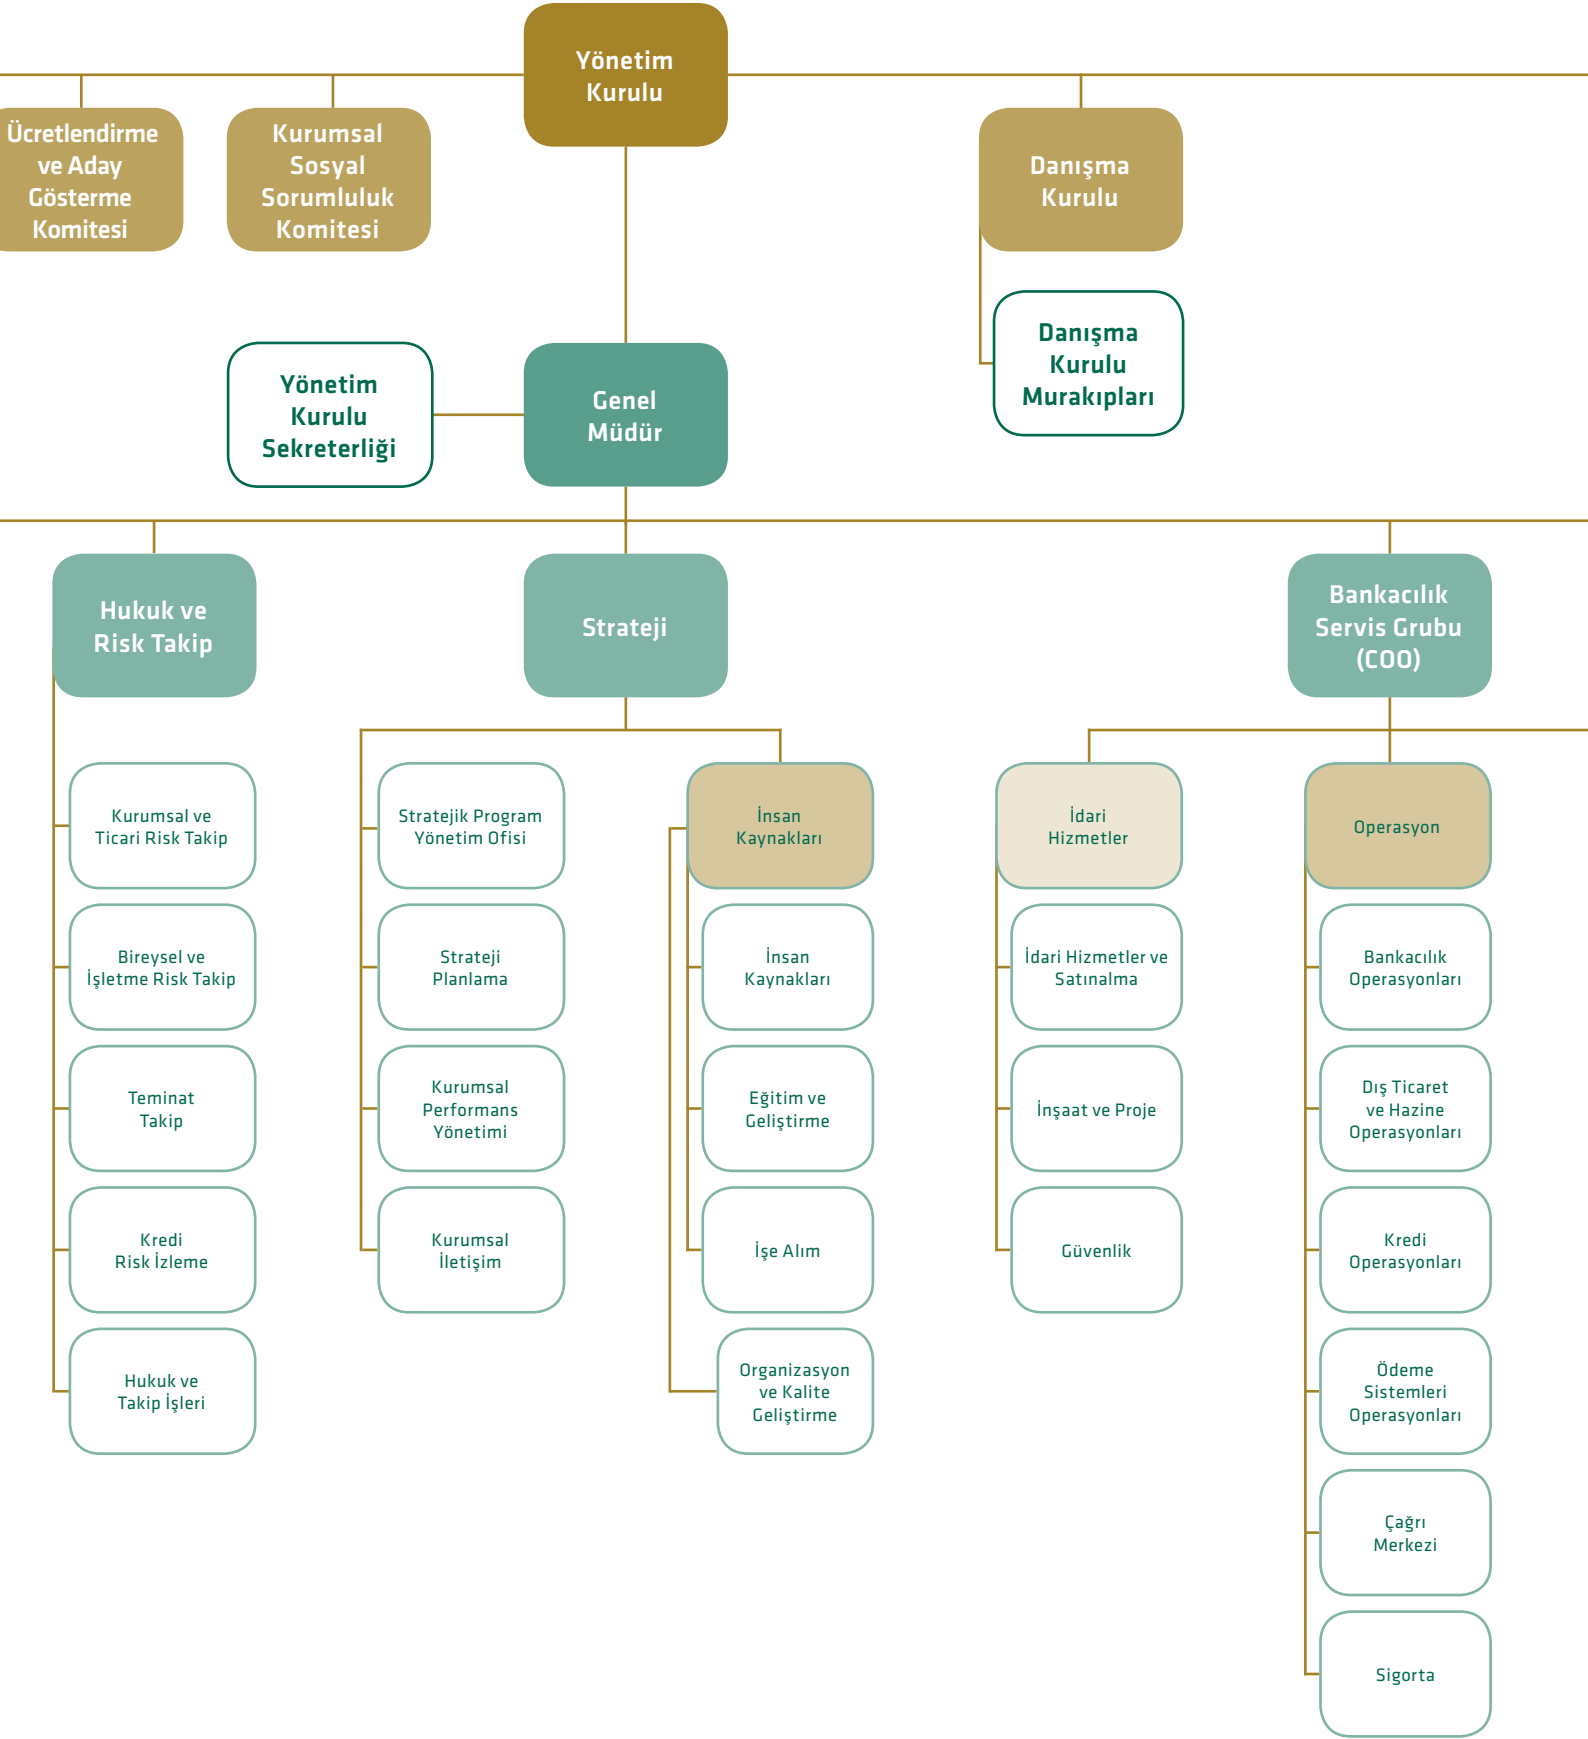 Yönetim
Kurulu
Ücretlendirme
ve Aday
Gösterme
Komitesi
Kurumsal
Sosyal
Sorumluluk
Komitesi
Danışma
Kurulu
Danışma
Kurulu
Murakıpları
Yönetim
Kurulu
Sekreterliği
Genel
Müdür
Hukuk ve
Risk Takip
Strateji
Bankacılık
Servis Grubu
(COO)
Kurumsal ve
Ticari Risk Takip
Bireysel ve
İşletme Risk Takip
Teminat
Takip
Kredi
Risk İzleme
Hukuk ve
Takip İşleri
Stratejik Program
Yönetim Ofisi
Strateji
Planlama
Kurumsal
Performans
Yönetimi
Kurumsal
İletişim
İnsan
Kaynakları
İnsan
Kaynakları
Eğitim ve
Geliştirme
İşe Alım
Organizasyon
ve Kalite
Geliştirme
İdari
Hizmetler
İdari Hizmetler ve
Satınalma
İnşaat ve Proje
Güvenlik
Operasyon
Bankacılık
Operasyonları
Dış Ticaret
ve Hazine
Operasyonları
Kredi
Operasyonları
Ödeme
Sistemleri
Operasyonları
Çağrı
Merkezi
Sigorta